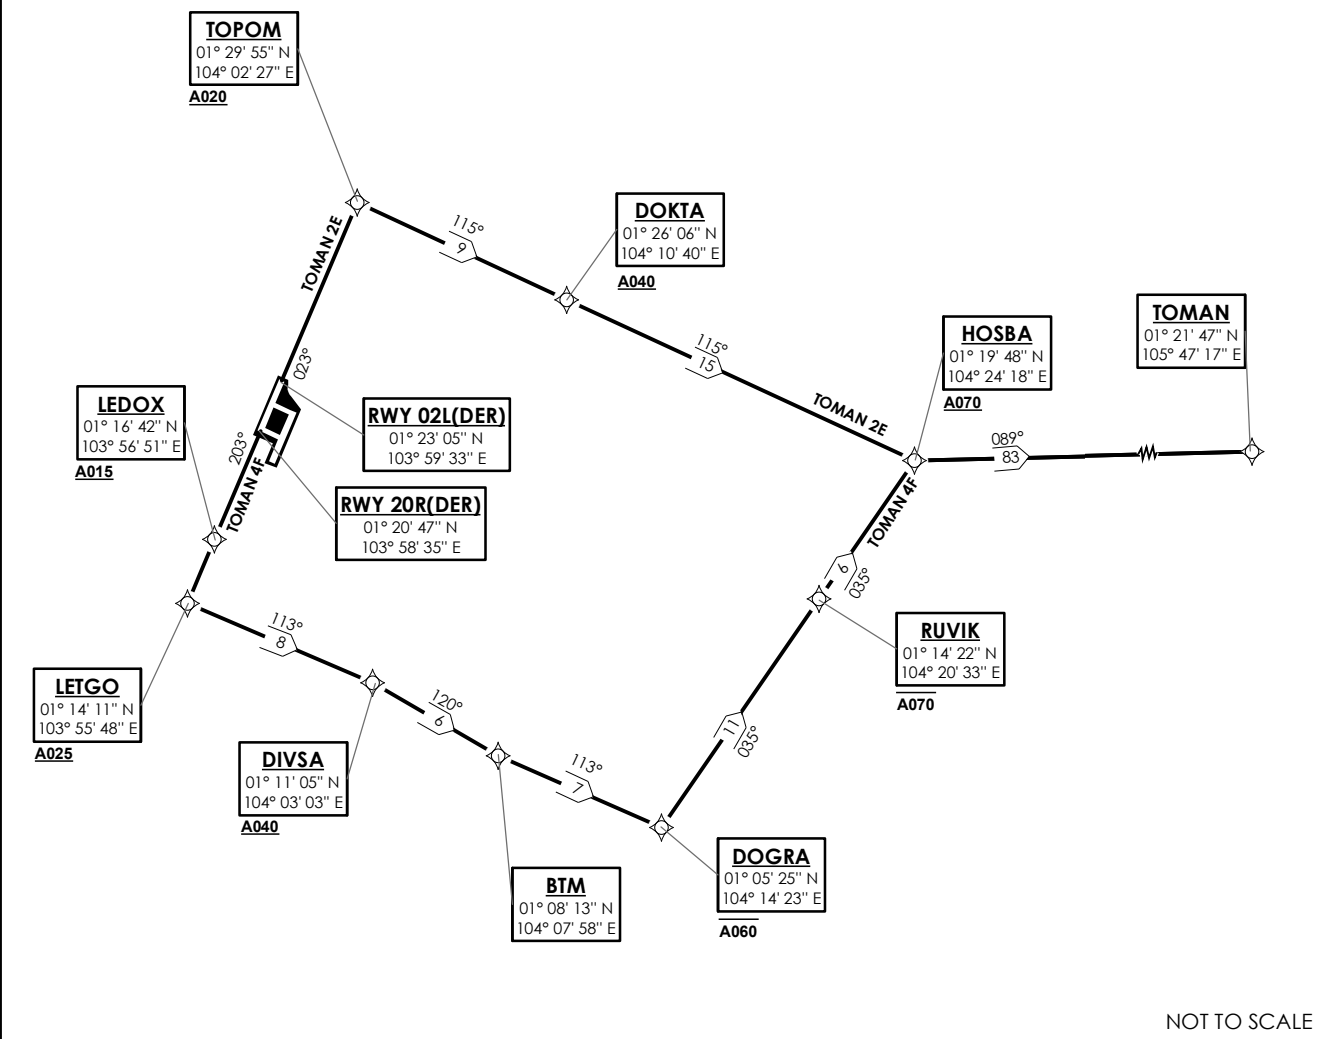 TOPOM
01° 29' 55" N
104° 02' 27" E
A020
DOKTA
01° 26' 06" N
104° 10' 40" E
A040
115°
9
TOMAN 2E
115°
15
HOSBA
01° 19' 48" N
104° 24' 18" E
A070
TOMAN
01° 21' 47" N
105° 47' 17" E
023°
LEDOX
01° 16' 42" N
103° 56' 51" E
A015
RWY 02L(DER)
01° 23' 05" N
103° 59' 33" E
TOMAN 2E
089°
83
203°
TOMAN 4F
RWY 20R(DER)
01° 20' 47" N
103° 58' 35" E
TOMAN 4F
6
035°
RUVIK
01° 14' 22" N
104° 20' 33" E
A070
113°
8
LETGO
01° 14' 11" N
103° 55' 48" E
A025
120°
6
11
035°
DIVSA
01° 11' 05" N
104° 03' 03" E
A040
113°
7
BTM
01° 08' 13" N
104° 07' 58" E
DOGRA
01° 05' 25" N
104° 14' 23" E
A060
NOT TO SCALE